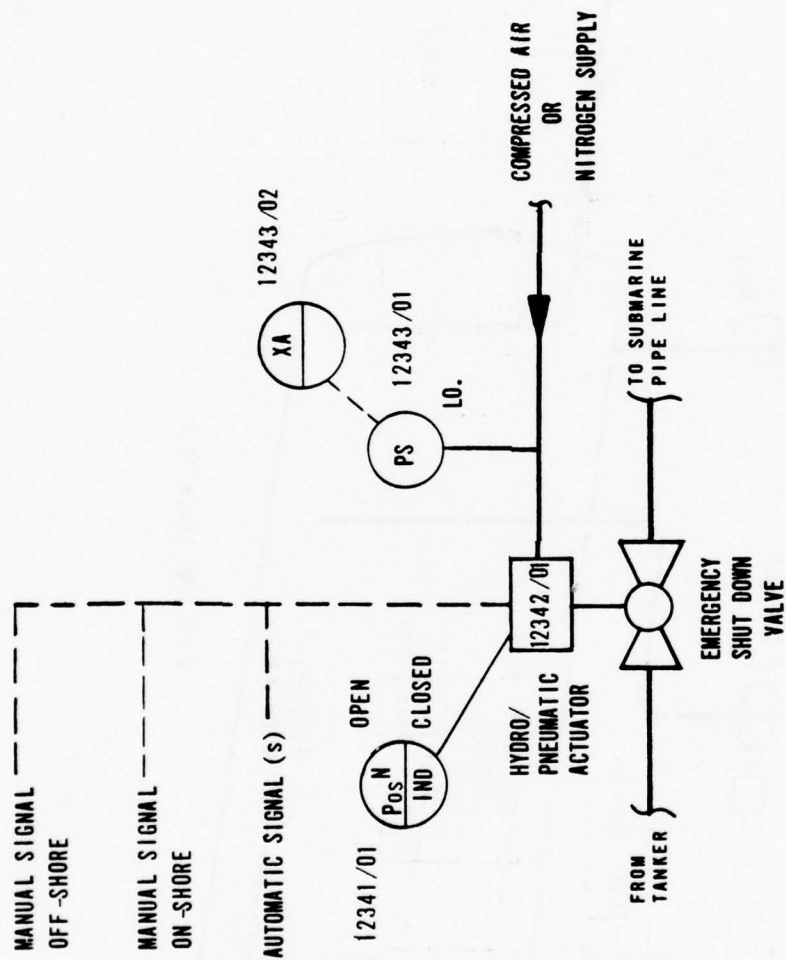 MANUAL SIGNAL
OFF-SHORE
MANUAL SIGNAL
ON-SHORE
AUTOMATIC SIGNAL (s)
12341/01
Pos N
IND
OPEN
CLOSED
HYDRO/
PNEUMATIC
ACTUATOR
12342/01
XA
12343/02
PS
12343/01
LO.
COMPRESSED AIR
OR
NITROGEN SUPPLY
FROM
TANKER
EMERGENCY
SHUT DOWN
VALVE
TO SUBMARINE
PIPE LINE